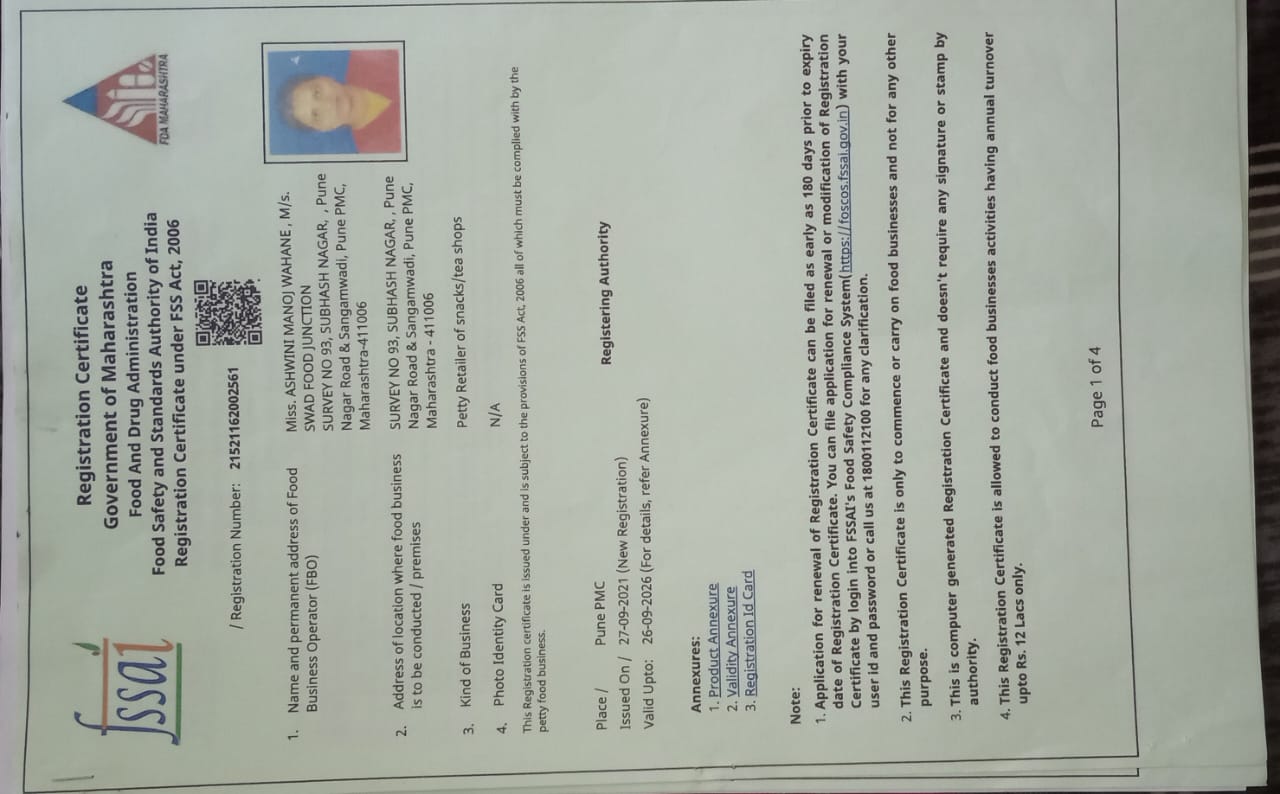 fssai
FDA MAHARASHTRA
Registration Certificate
Government of Maharashtra
Food And Drug Administration
Food Safety and Standards Authority of India
Registration Certificate under FSS Act, 2006
/ Registration Number: 21521162002561
1. Name and permanent address of Food
Business Operator (FBO)
Miss. ASHWINI MANOJ WAHANE , M/s.
SWAD FOOD JUNCTION
SURVEY NO 93, SUBHASH NAGAR, , Pune
Nagar Road & Sangamwadi, Pune PMC,
Maharashtra-411006
2. Address of location where food business
is to be conducted / premises
SURVEY NO 93, SUBHASH NAGAR, , Pune
Nagar Road & Sangamwadi, Pune PMC,
Maharashtra - 411006
3. Kind of Business
Petty Retailer of snacks/tea shops
4. Photo Identity Card
N/A
This Registration certificate is issued under and is subject to the provisions of FSS Act, 2006 all of which must be complied with by the
petty food business.
Place / Pune PMC
Issued On / 27-09-2021 (New Registration)
Valid Upto: 26-09-2026 (For details, refer Annexure)
Registering Authority
Annexures:
1. Product Annexure
2. Validity Annexure
3. Registration Id Card
Note:
1. Application for renewal of Registration Certificate can be filed as early as 180 days prior to expiry
date of Registration Certificate. You can file application for renewal or modification of Registration
Certificate by login into FSSAI's Food Safety Compliance System(https://foscos.fssai.gov.in) with your
user id and password or call us at 1800112100 for any clarification.
2. This Registration Certificate is only to commence or carry on food businesses and not for any other
purpose.
3. This is computer generated Registration Certificate and doesn't require any signature or stamp by
authority.
4. This Registration Certificate is allowed to conduct food businesses activities having annual turnover
upto Rs. 12 Lacs only.
Page 1 of 4